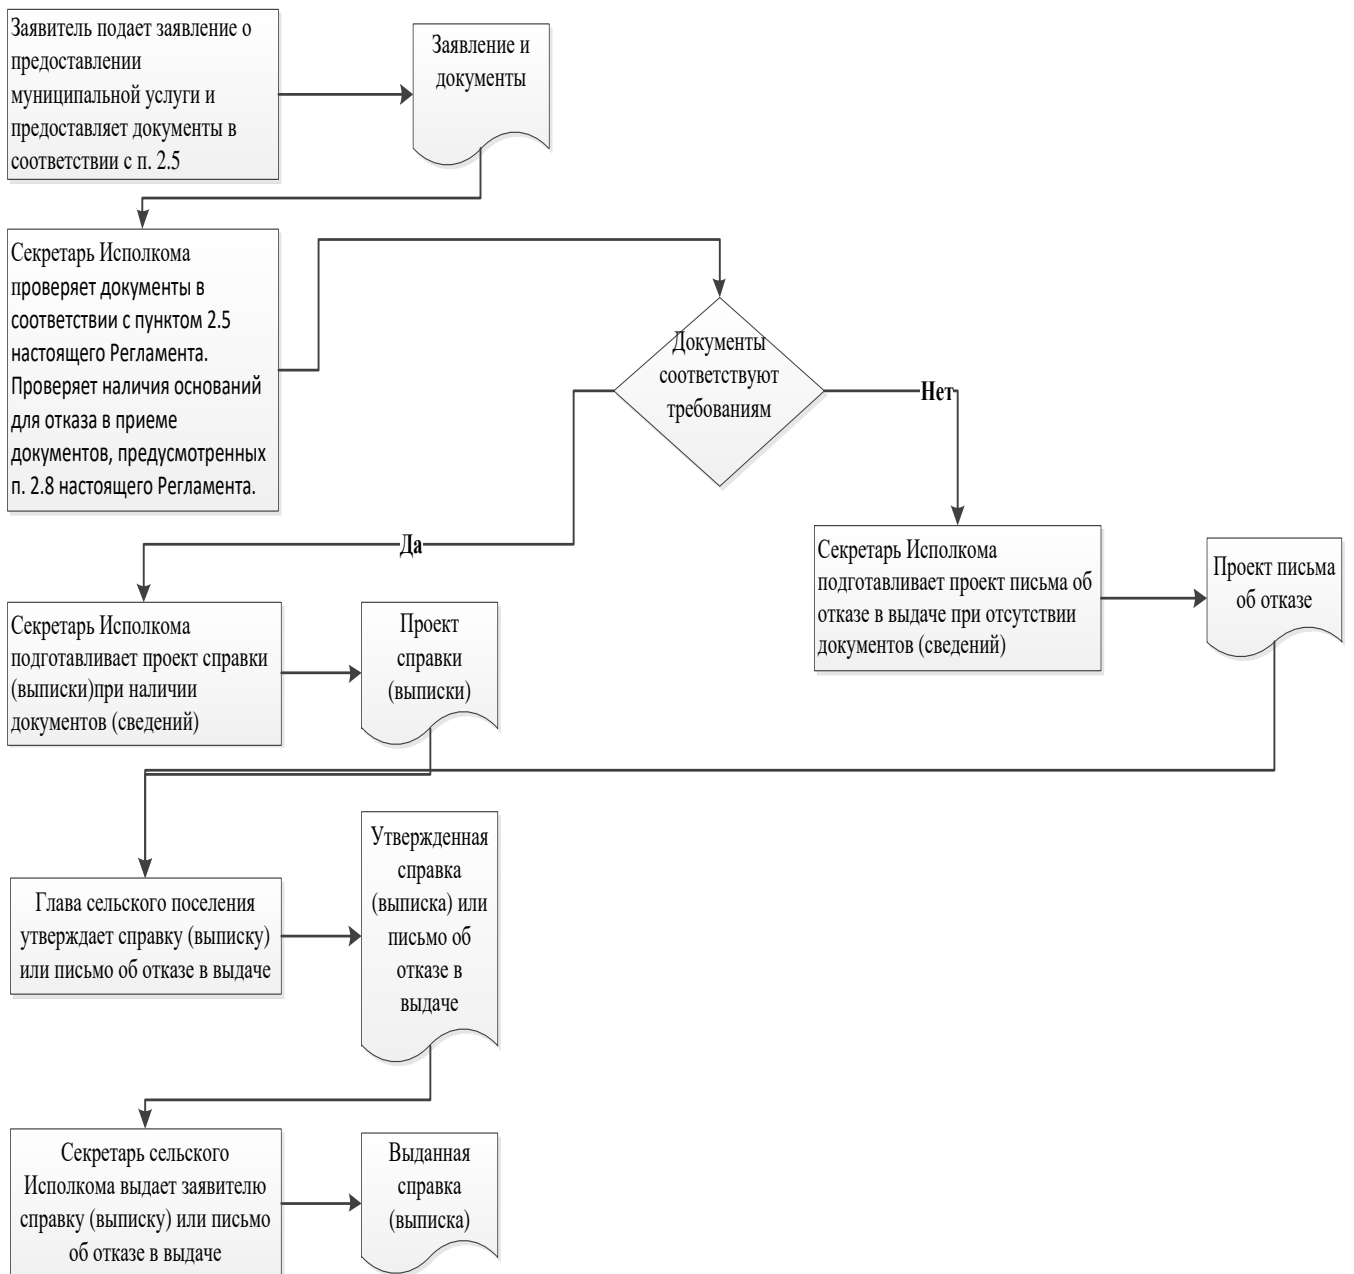 Заявитель подает заявление о
предоставлении
муниципальной услуги и
предоставляет документы в
соответствии с п. 2.5
Заявление и
документы
Секретарь Исполкома
проверяет документы в
соответствии с пунктом 2.5
настоящего Регламента.
Проверяет наличия оснований
для отказа в приеме
документов, предусмотренных
п. 2.8 настоящего Регламента.
Документы
соответствуют
требованиям
Нет
Да
Секретарь Исполкома
подготавливает проект письма об
отказе в выдаче при отсутствии
документов (сведений)
Проект письма
об отказе
Секретарь Исполкома
подготавливает проект справки
(выписки)при наличии
документов (сведений)
Проект
справки
(выписки)
Глава сельского поселения
утверждает справку (выписку)
или письмо об отказе в выдаче
Утвержденная
справка
(выписка) или
письмо об
отказе в
выдаче
Секретарь сельского
Исполкома выдает заявителю
справку (выписку) или письмо
об отказе в выдаче
Выданная
справка
(выписка)